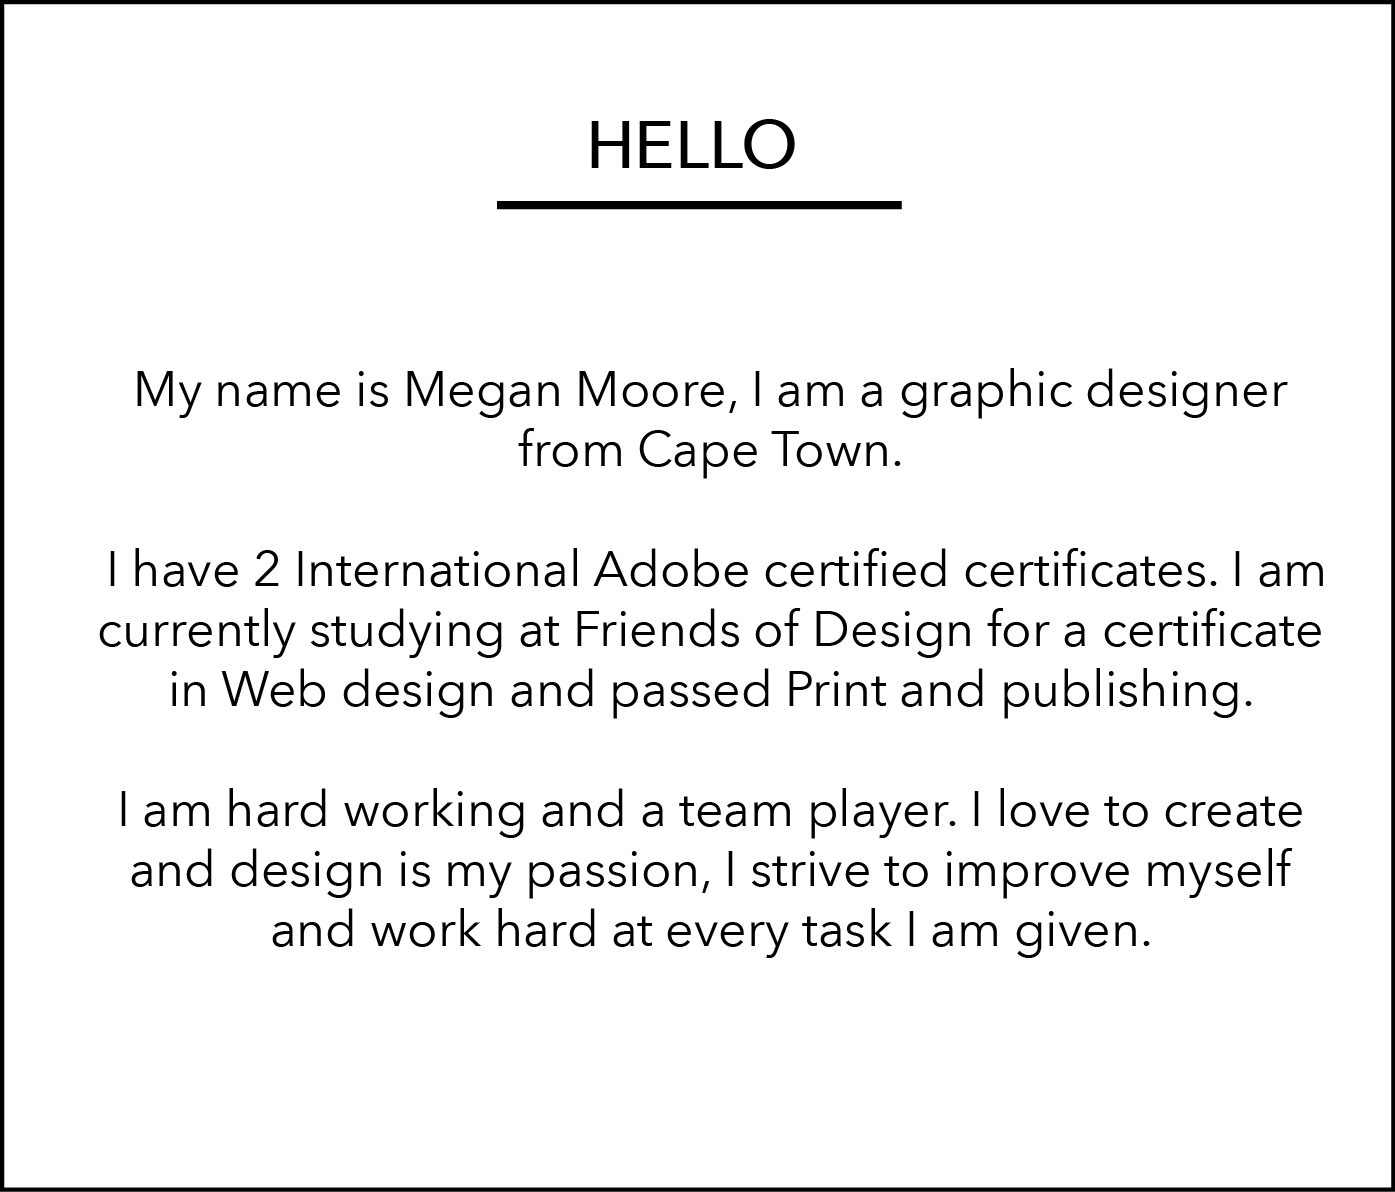 HELLO
My name is Megan Moore, I am a graphic designer
from Cape Town.
I have 2 International Adobe certified certificates. I am
currently studying at Friends of Design for a certificate
in Web design and passed Print and publishing.
I am hard working and a team player. I love to create
and design is my passion, I strive to improve myself
and work hard at every task I am given.